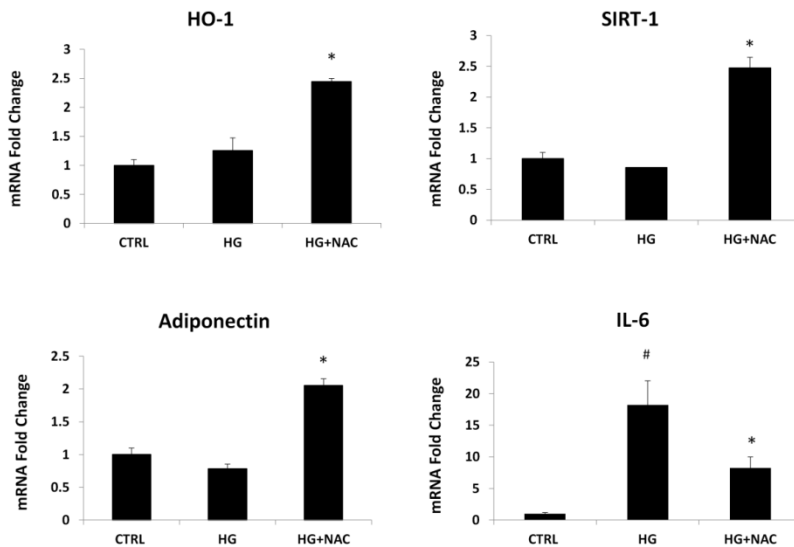 HO-1
mRNA Fold Change
3
2.5
2
1.5
1
0.5
0
*
CTRL HG HG+NAC
SIRT-1
mRNA Fold Change
3
2.5
2
1.5
1
0.5
0
*
CTRL HG HG+NAC
Adiponectin
mRNA Fold Change
2.5
2
1.5
1
0.5
0
*
CTRL HG HG+NAC
IL-6
mRNA Fold Change
25
20
15
10
5
0
#
*
CTRL HG HG+NAC